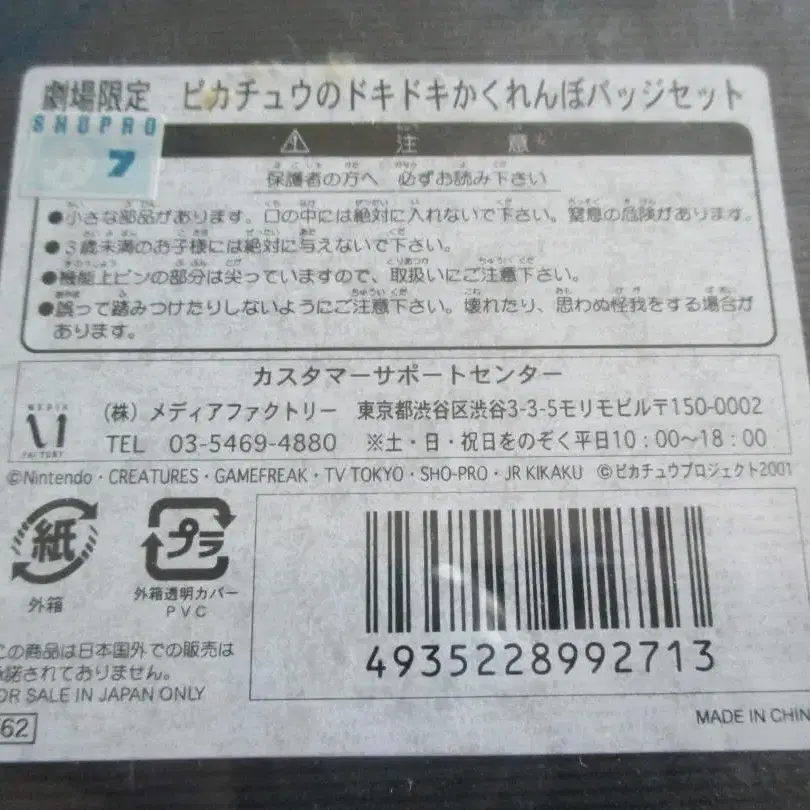 劇場限定 ピカチュウのドキドキかくれんぼバッジセット
SHOPRO
7
注 意
保護者の方へ 必ずお読み下さい
●小さな部品があります。口の中には絶対に入れないで下さい。窒息の危険があります。
●3歳未満のお子様には絶対に与えないで下さい。
●機能上ピンの部分は尖っていますので、取扱いにご注意下さい。
●誤って踏みつけたりしないようにご注意下さい。壊れたり、思わぬ怪我をする場合が
あります。
カスタマーサポートセンター
MEDIA FACTORY
(株)メディアファクトリー 東京都渋谷区渋谷3-3-5モリモビル〒150-0002
TEL 03-5469-4880 ※土・日・祝日をのぞく平日10:00〜18:00
©Nintendo・CREATURES・GAMEFREAK・TV TOKYO・SHO-PRO・JR KIKAKU ©ピカチュウプロジェクト2001
紙
外箱
プラ
外箱透明カバー
PVC
4935228992713
この商品は日本国外での販売は
承諾されておりません。
FOR SALE IN JAPAN ONLY
62
MADE IN CHIN